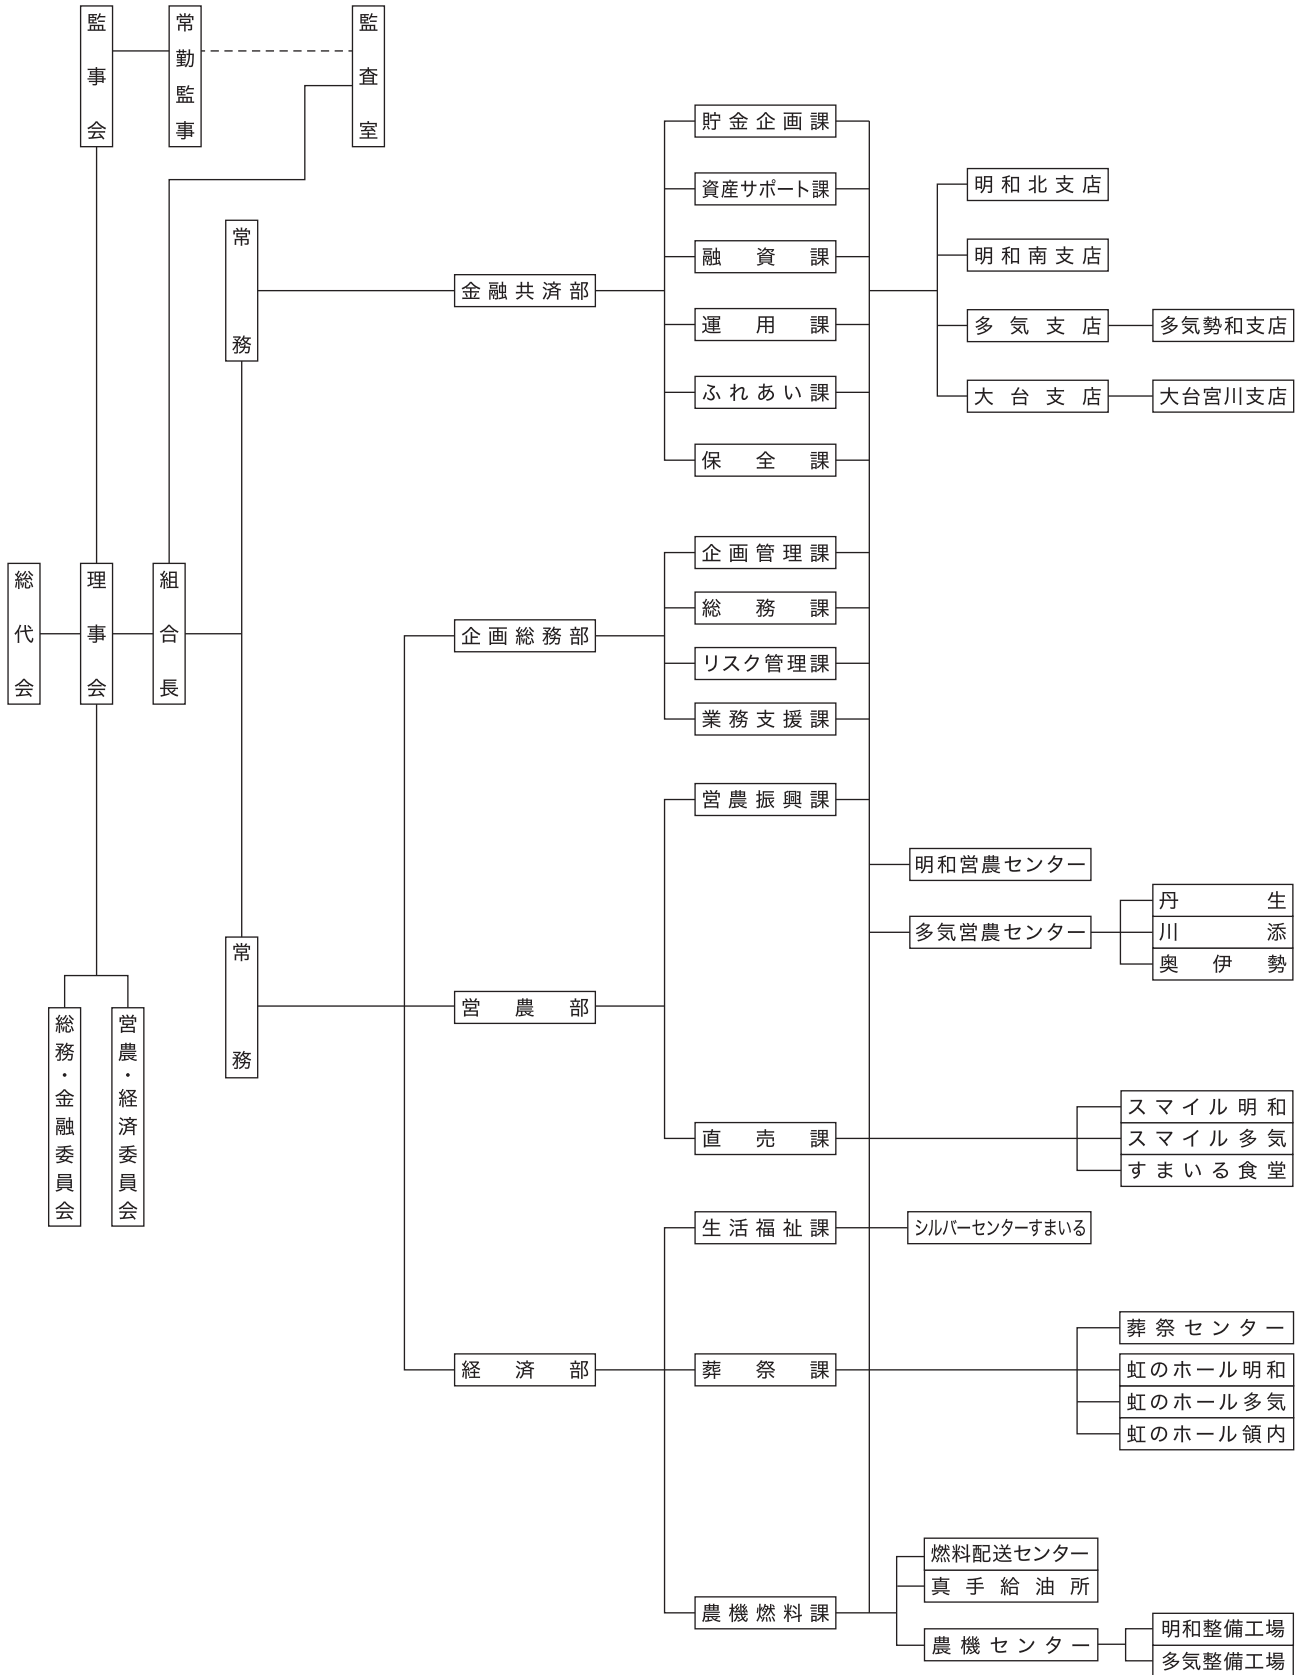 監事会
常勤監事
監査室
総代会
理事会
組合長
常務
常務
総務・金融委員会
営農・経済委員会
金融共済部
貯金企画課
資産サポート課
融資課
運用課
ふれあい課
保全課
明和北支店
明和南支店
多気支店
多気勢和支店
大台支店
大台宮川支店
企画総務部
企画管理課
総務課
リスク管理課
業務支援課
営農部
営農振興課
明和営農センター
多気営農センター
丹生
川添
奥伊勢
直売課
スマイル明和
スマイル多気
すまいる食堂
経済部
生活福祉課
シルバーセンターすまいる
葬祭課
葬祭センター
虹のホール明和
虹のホール多気
虹のホール領内
農機燃料課
燃料配送センター
真手給油所
農機センター
明和整備工場
多気整備工場